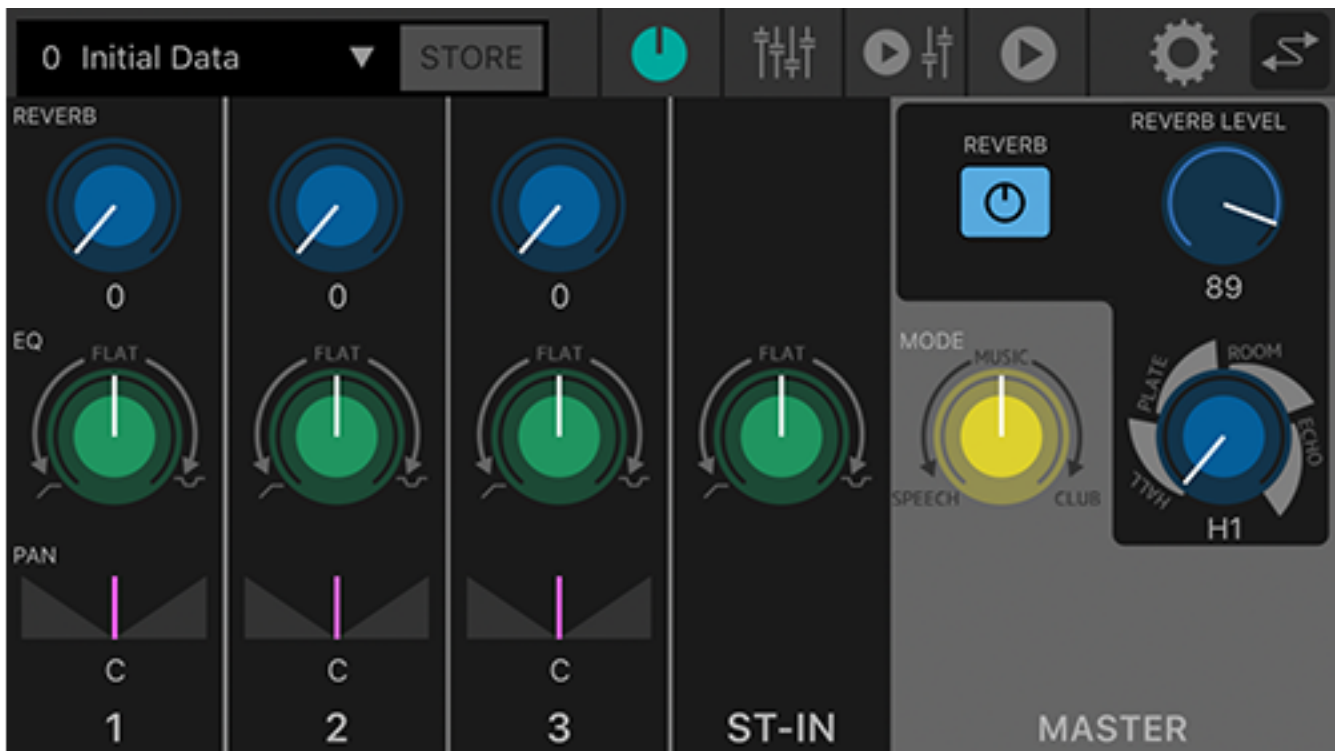 0 Initial Data ▼ STORE
REVERB
0
0
0
REVERB
REVERB LEVEL
89
EQ
FLAT
FLAT
FLAT
FLAT
MODE
MUSIC
SPEECH
CLUB
PLATE
ROOM
ECHO
HALL
H1
PAN
C
C
C
1
2
3
ST-IN
MASTER